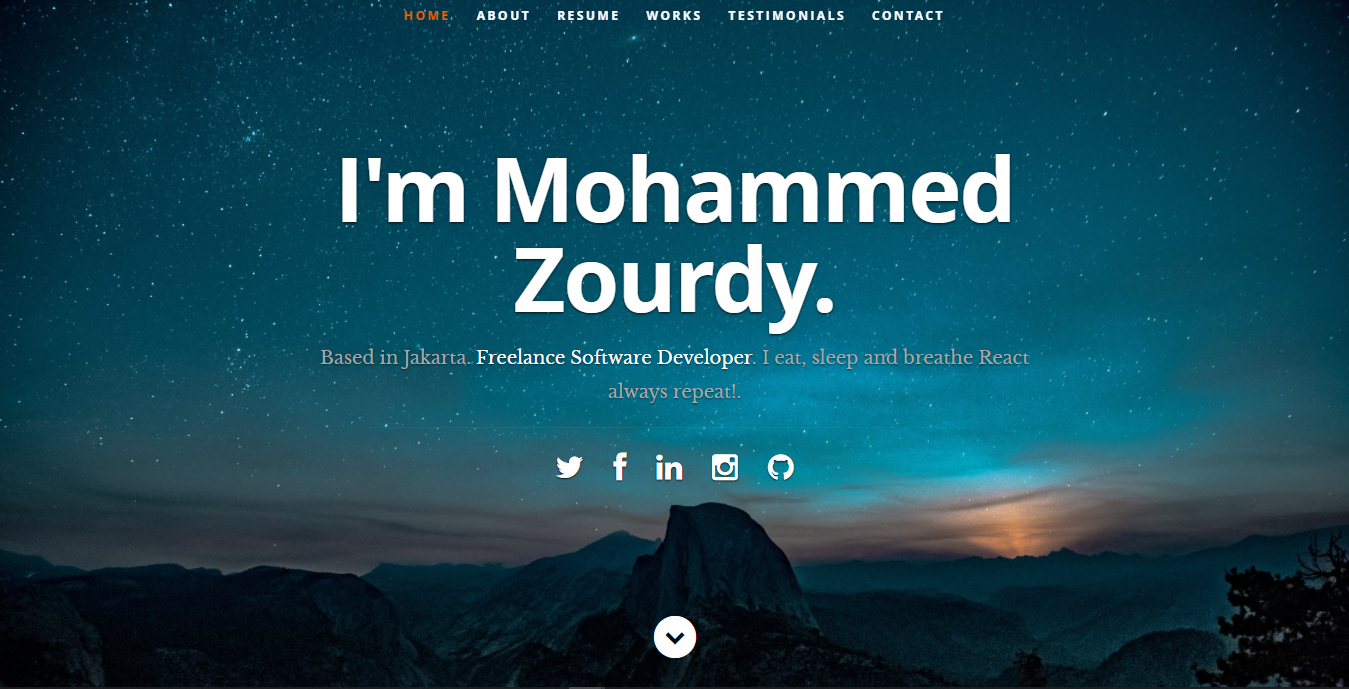 HOME ABOUT RESUME WORKS TESTIMONIALS CONTACT
I'm Mohammed
Zourdy.
Based in Jakarta. Freelance Software Developer. I eat, sleep and breathe React
always repeat!.